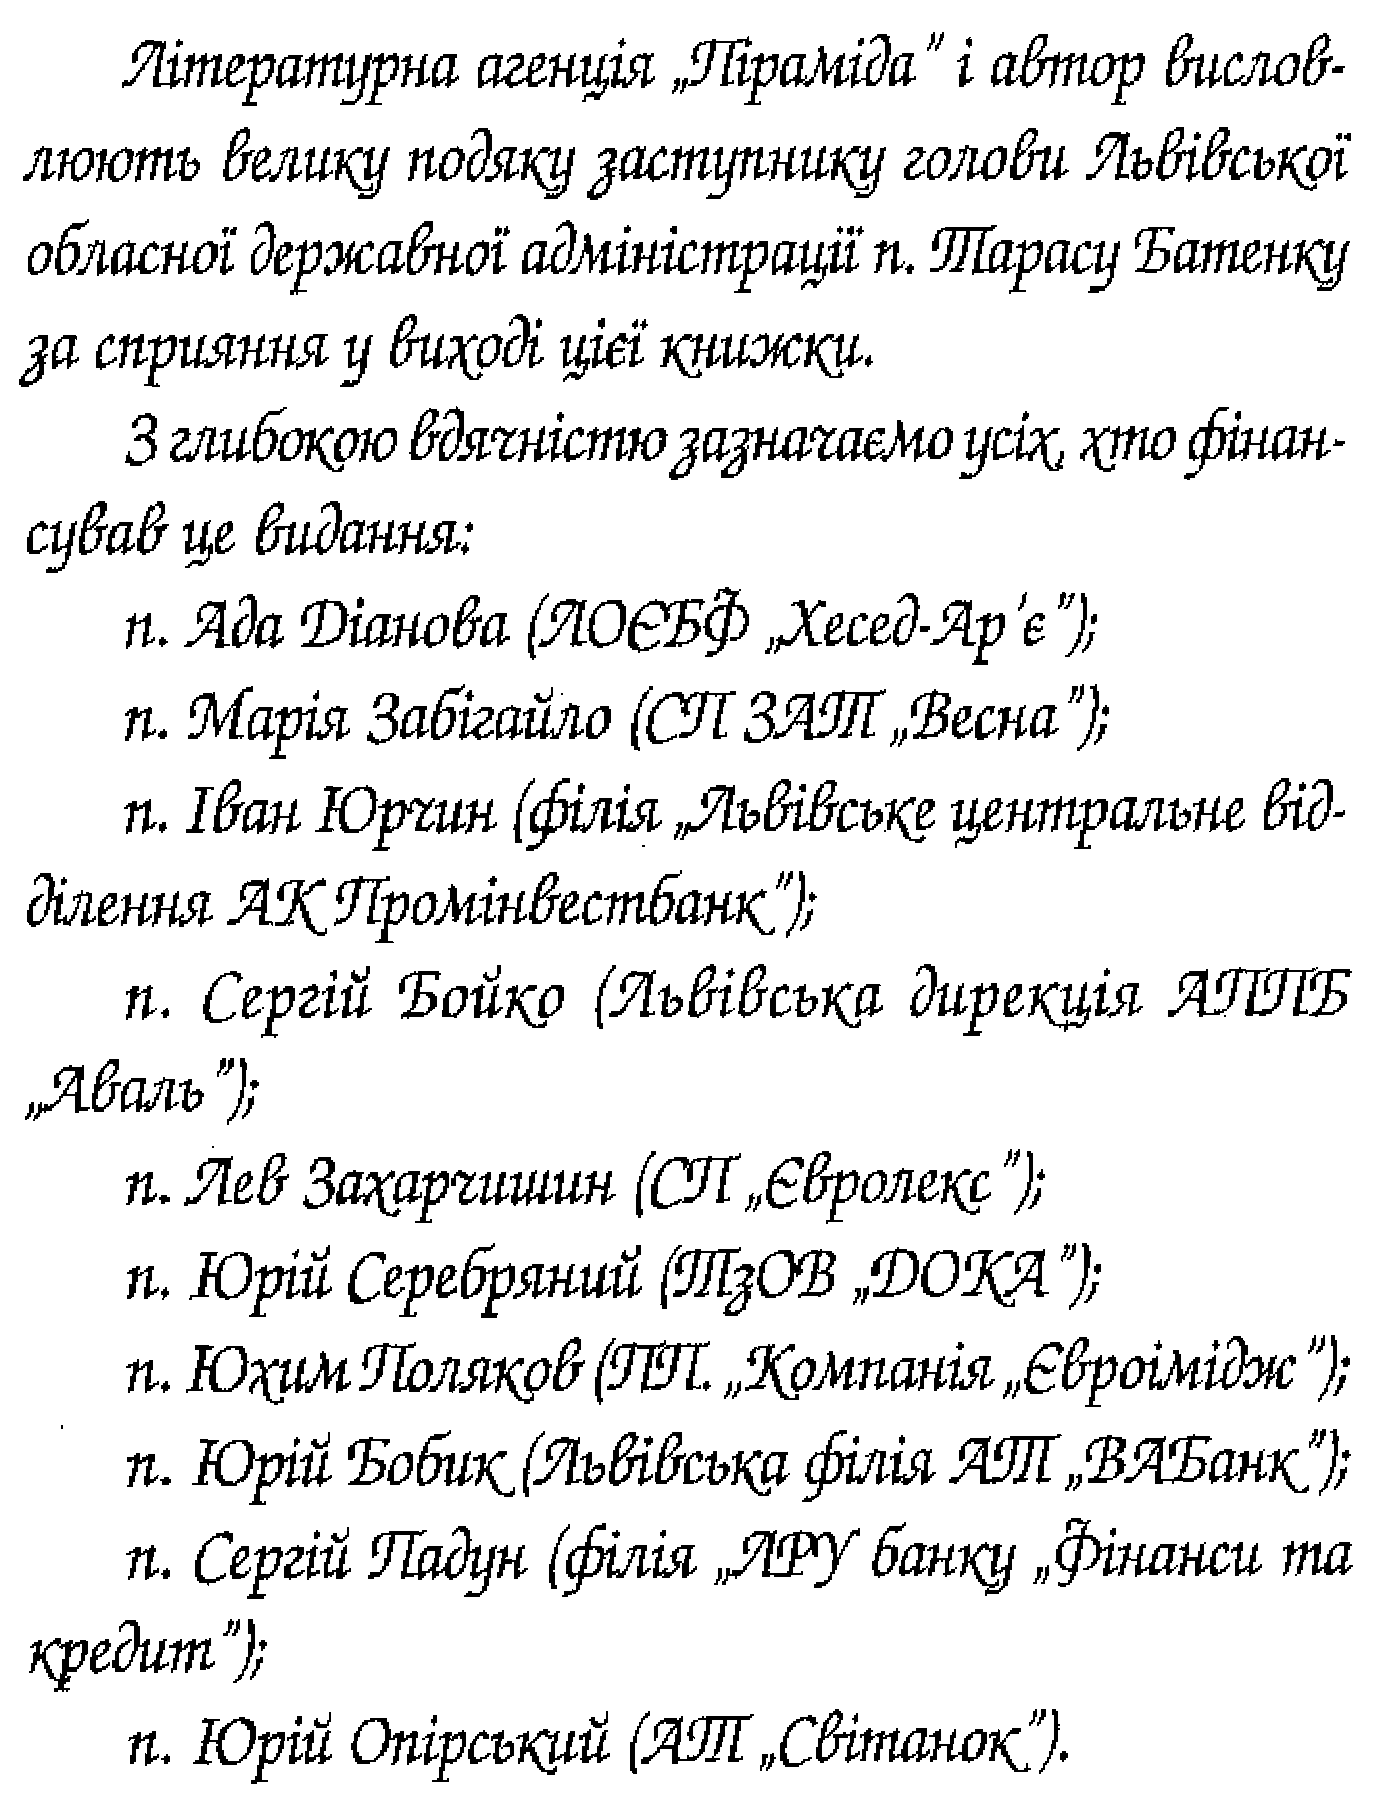 Літературна агенція „Піраміда” і автор вислов-
люють велику подяку заступнику голови Львівської
обласної державної адміністрації п. Тарасу Батенку
за сприяння у виході цієї книжки.
З глибокою вдячністю зазначаємо усіх, хто фінан-
сував це видання:
п. Ада Діанова (ЛОЄБФ „Хесед-Ар’є”);
п. Марія Забігайло (СП ЗАТ „Весна”);
п. Іван Юрчин (філія „Львівське центральне від-
ділення АК Промінвестбанк”);
п. Сергій Бойко (Львівська дирекція АППБ
„Аваль”);
п. Лев Захарчишин (СП „Євролекс”);
п. Юрій Серебряний (ТзОВ „ДОКА”);
п. Юхим Поляков (ПП. „Компанія „Євроімідж”);
п. Юрій Бобик (Львівська філія АТ „ВАБанк”);
п. Сергій Падун (філія „ЛРУ банку „Фінанси та
кредит”);
п. Юрій Опірський (АТ „Світанок”).